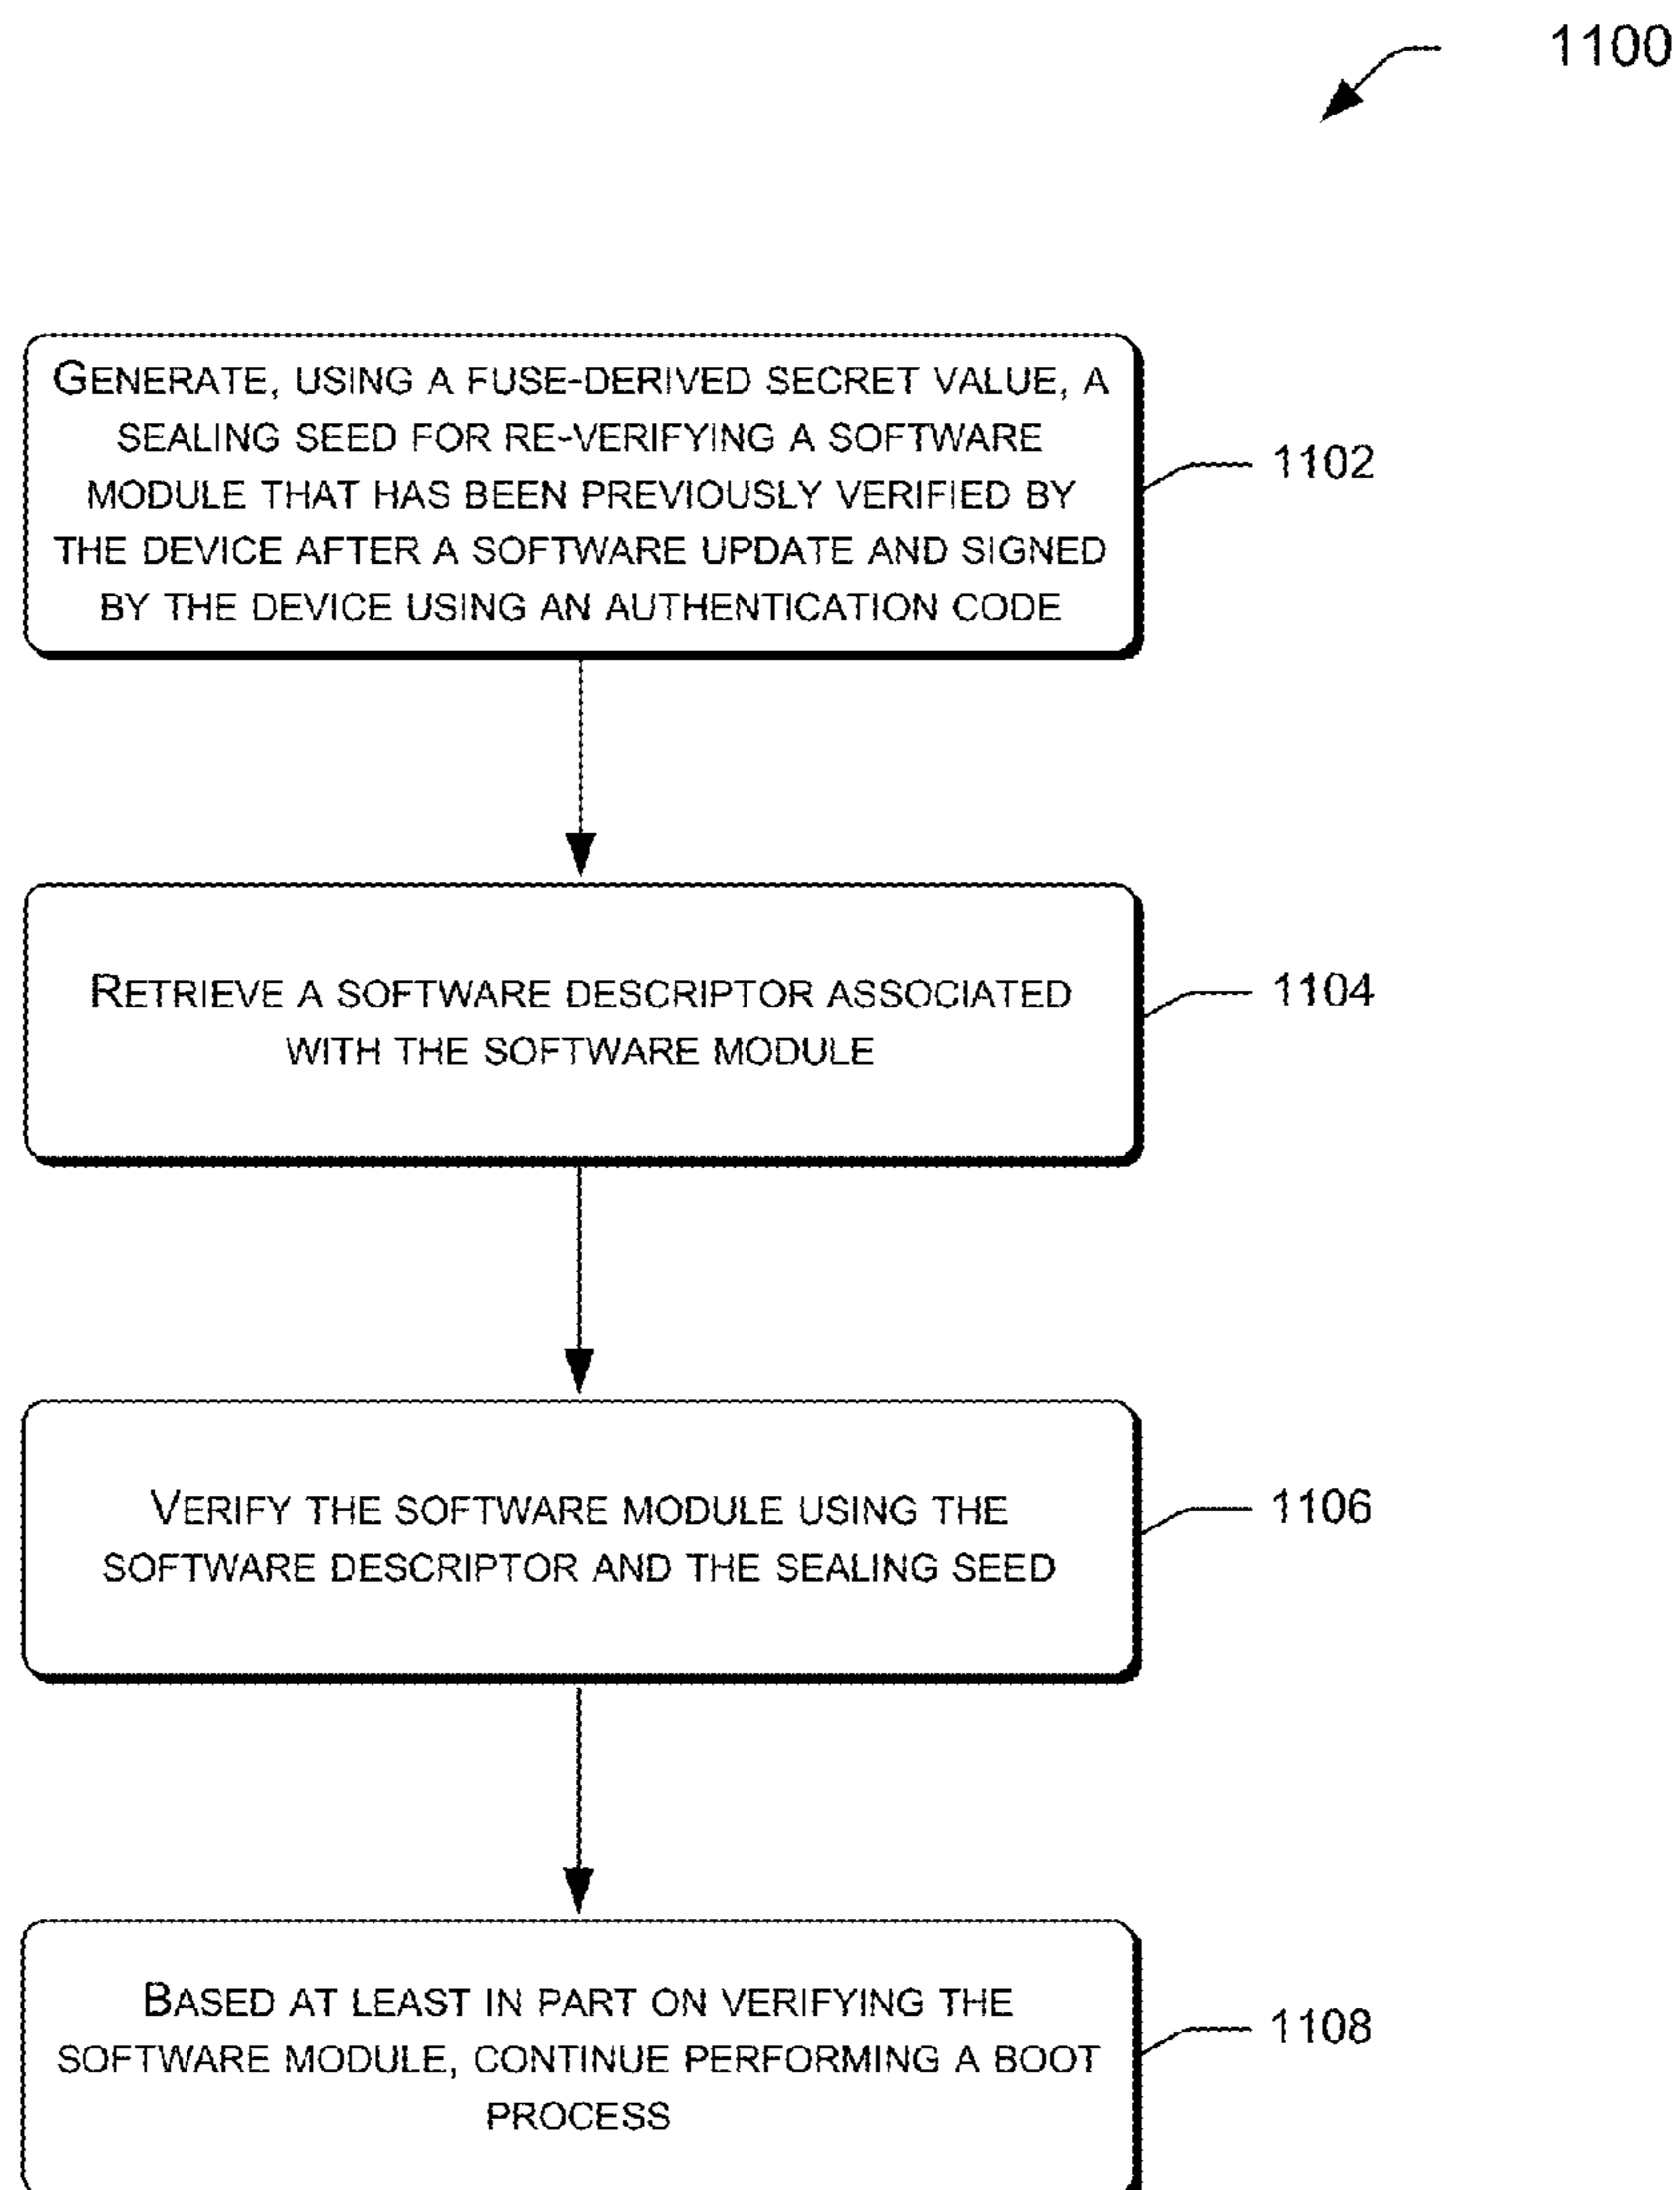 1100
GENERATE, USING A FUSE-DERIVED SECRET VALUE, A
SEALING SEED FOR RE-VERIFYING A SOFTWARE
MODULE THAT HAS BEEN PREVIOUSLY VERIFIED BY
THE DEVICE AFTER A SOFTWARE UPDATE AND SIGNED
BY THE DEVICE USING AN AUTHENTICATION CODE
1102
RETRIEVE A SOFTWARE DESCRIPTOR ASSOCIATED
WITH THE SOFTWARE MODULE
1104
VERIFY THE SOFTWARE MODULE USING THE
SOFTWARE DESCRIPTOR AND THE SEALING SEED
1106
BASED AT LEAST IN PART ON VERIFYING THE
SOFTWARE MODULE, CONTINUE PERFORMING A BOOT
PROCESS
1108